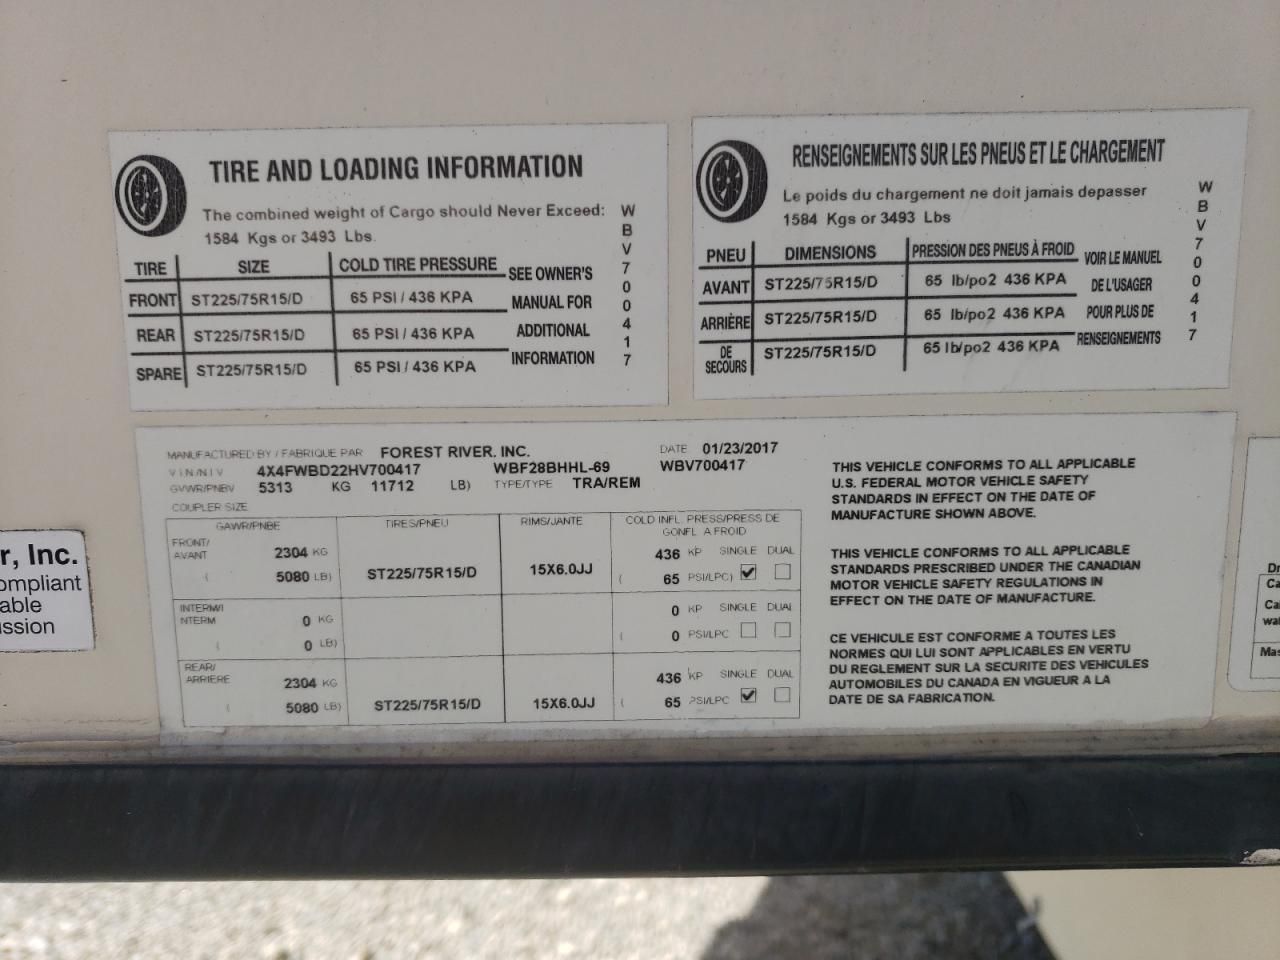 TIRE AND LOADING INFORMATION
The combined weight of Cargo should Never Exceed:
1584 Kgs or 3493 Lbs.
TIRE SIZE COLD TIRE PRESSURE SEE OWNER'S
FRONT ST225/75R15/D 65 PSI / 436 KPA MANUAL FOR
REAR ST225/75R15/D 65 PSI / 436 KPA ADDITIONAL
SPARE ST225/75R15/D 65 PSI / 436 KPA INFORMATION
WBV700417
RENSEIGNEMENTS SUR LES PNEUS ET LE CHARGEMENT
Le poids du chargement ne doit jamais depasser
1584 Kgs or 3493 Lbs
PNEU DIMENSIONS PRESSION DES PNEUS À FROID VOIR LE MANUEL
AVANT ST225/75R15/D 65 lb/po2 436 KPA DE L'USAGER
ARRIÈRE ST225/75R15/D 65 lb/po2 436 KPA POUR PLUS DE
DE SECOURS ST225/75R15/D 65 lb/po2 436 KPA RENSEIGNEMENTS
WBV700417
MANUFACTURED BY / FABRIQUE PAR FOREST RIVER, INC. DATE 01/23/2017
V I N / N I V 4X4FWBD22HV700417 WBF28BHHL-69 WBV700417
GVWR/PNBV 5313 KG 11712 LB) TYPE/TYPE TRA/REM
COUPLER SIZE
GAWR/PNBE TIRES/PNEU RIMS/JANTE COLD INFL. PRESS/PRESS DE
GONFL A FROID
FRONT/
AVANT 2304 KG 436 KP SINGLE DUAL
( 5080 LB) ST225/75R15/D 15X6.0JJ ( 65 PSI/LPC)
INTERM/I
NTERM 0 KG 0 KP SINGLE DUAL
( 0 LB) ( 0 PSI/LPC
REAR/
ARRIERE 2304 KG 436 KP SINGLE DUAL
( 5080 LB) ST225/75R15/D 15X6.0JJ ( 65 PSI/LPC
THIS VEHICLE CONFORMS TO ALL APPLICABLE
U.S. FEDERAL MOTOR VEHICLE SAFETY
STANDARDS IN EFFECT ON THE DATE OF
MANUFACTURE SHOWN ABOVE.
THIS VEHICLE CONFORMS TO ALL APPLICABLE
STANDARDS PRESCRIBED UNDER THE CANADIAN
MOTOR VEHICLE SAFETY REGULATIONS IN
EFFECT ON THE DATE OF MANUFACTURE.
CE VEHICULE EST CONFORME A TOUTES LES
NORMES QUI LUI SONT APPLICABLES EN VERTU
DU REGLEMENT SUR LA SECURITE DES VEHICULES
AUTOMOBILES DU CANADA EN VIGUEUR A LA
DATE DE SA FABRICATION.
r, Inc.
ompliant
able
ission
Dr
Ca
Ca
wat
Mas